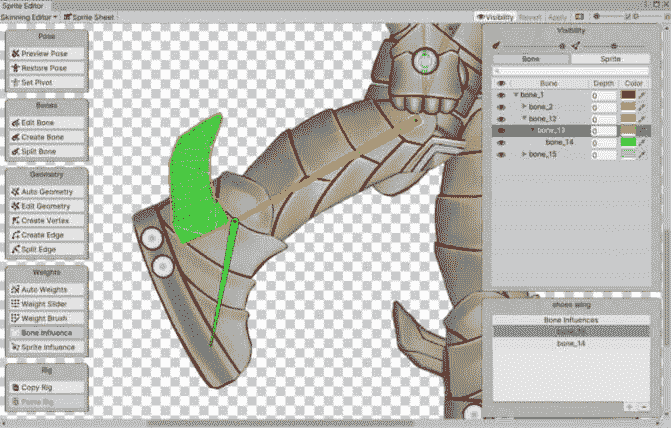 Sprite Editor
Skinning Editor Sprite Sheet Visibility Revert Apply
Pose
Preview Pose
Restore Pose
Set Pivot
Bones
Edit Bone
Create Bone
Split Bone
Geometry
Auto Geometry
Edit Geometry
Create Vertex
Create Edge
Split Edge
Weights
Auto Weights
Weight Slider
Weight Brush
Bone Influence
Sprite Influence
Rig
Copy Rig
Paste Rig
Visibility
Bone Sprite
Bone Depth Color
bone_1 0
bone_2 0
bone_12 0
bone_13 0
bone_14 0
bone_15 0
Bone Influences
bone_14